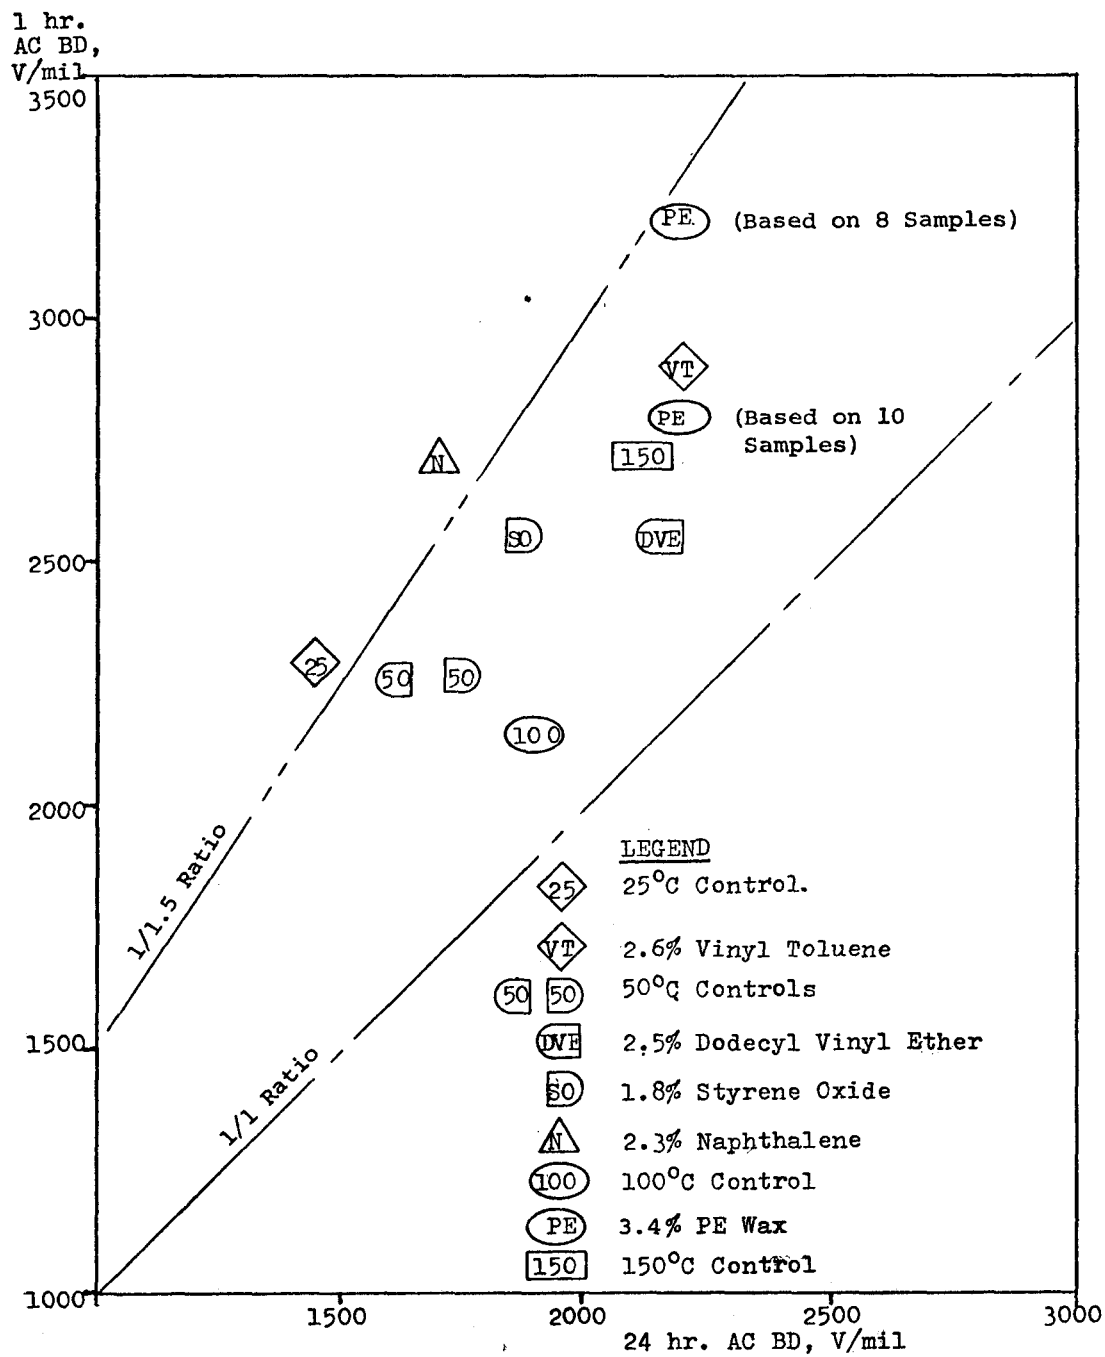 1 hr.
AC BD,
V/mil
3500
PE (Based on 8 Samples)
3000
VT
PE (Based on 10
Samples)
150
N
SO DVE
2500
25
50 50
100
2000
1/1.5 Ratio
LEGEND
25 25°C Control.
VT 2.6% Vinyl Toluene
50 50 50°C Controls
1500
DVE 2.5% Dodecyl Vinyl Ether
1/1 Ratio
SO 1.8% Styrene Oxide
N 2.3% Naphthalene
100 100°C Control
PE 3.4% PE Wax
150 150°C Control
1000
1500 2000 2500 3000
24 hr. AC BD, V/mil